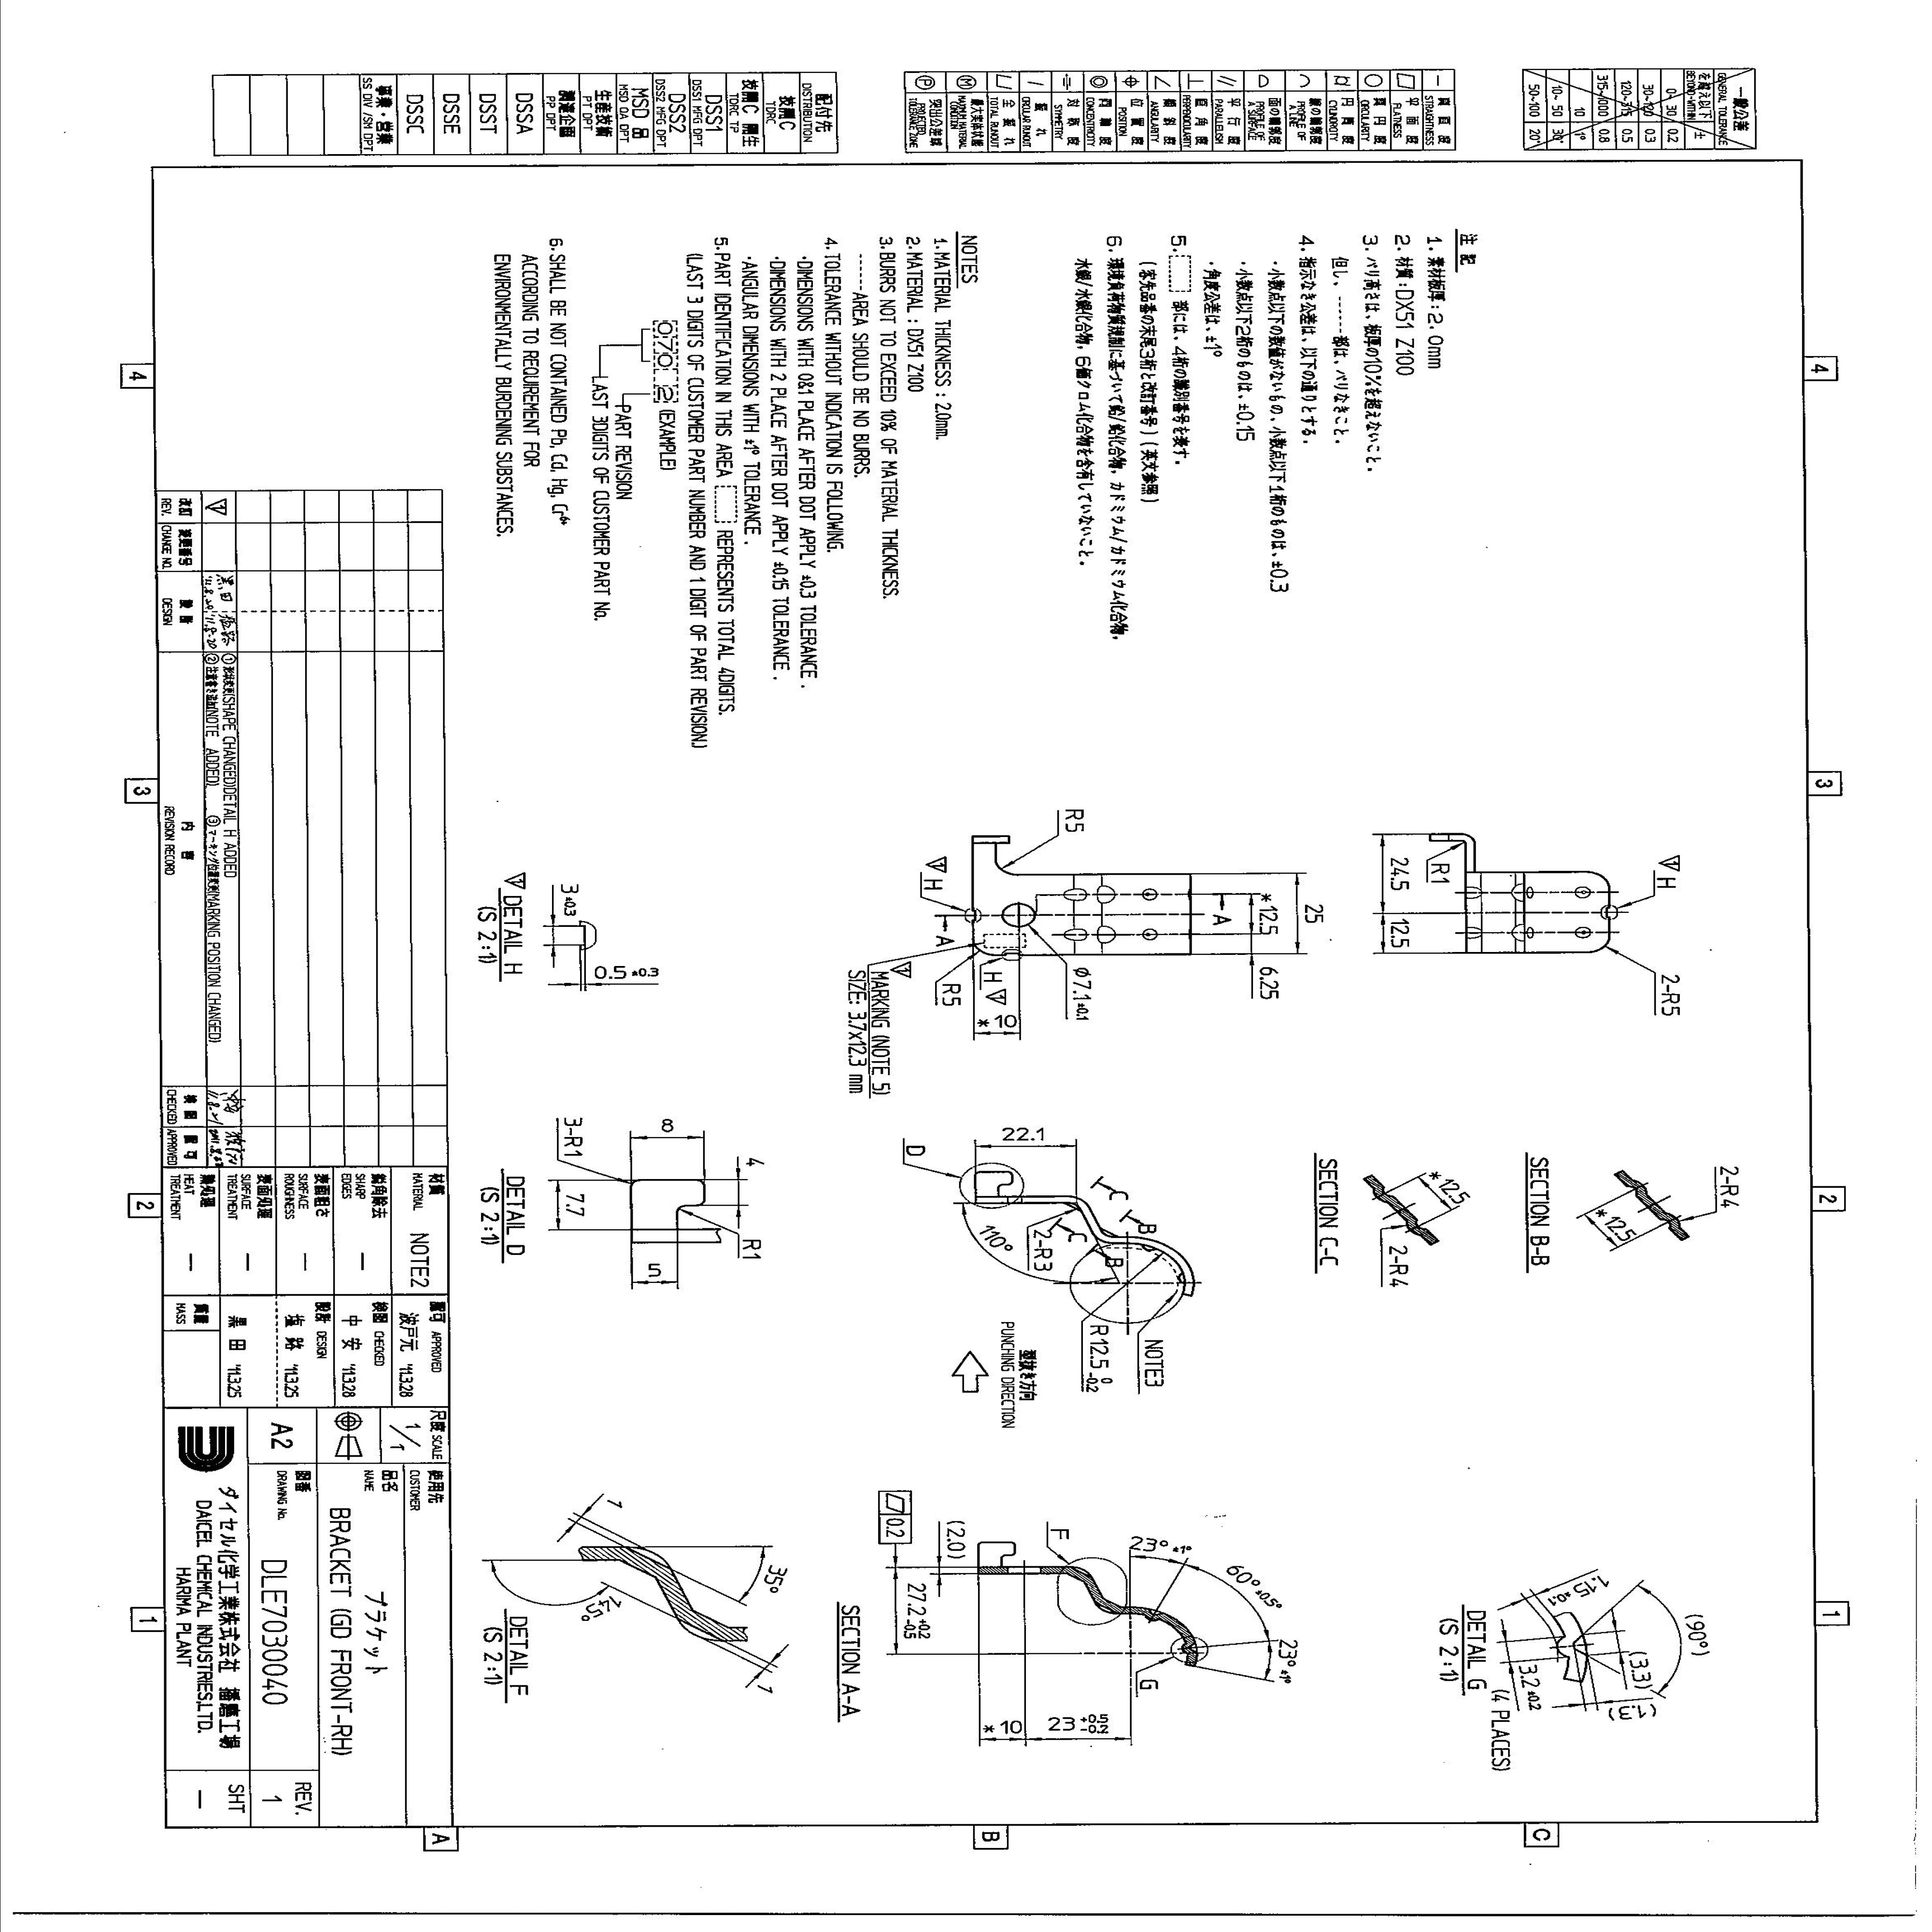 一般公差
GENERAL TOLERANCE
を越え以下
BEYOND-WITHIN
±
0- 30 0.2
30-120 0.3
120-315 0.5
315-1000 0.8
10 1°
10- 50 30'
50-100 20'
真直度
STRAIGHTNESS
平面度
FLATNESS
真円度
CIRCULARITY
円筒度
CYLINDRICITY
線の輪郭度
PROFILE OF A LINE
面の輪郭度
PROFILE OF A SURFACE
平行度
PARALLELISM
直角度
PERPENDICULARITY
傾斜度
ANGULARITY
位置度
POSITION
同軸度
CONCENTRICITY
対称度
SYMMETRY
振れ
CIRCULAR RUNOUT
全振れ
TOTAL RUNOUT
M
最大実体状態
MAXIMUM MATERIAL CONDITION
P
突出公差域
PROJECTED TOLERANCE ZONE
配付先
DISTRIBUTION
技開C
TDRC
技開C 開生
TDRC TP
DSS1
DSS1 MFG DPT
DSS2
DSS2 MFG DPT
MSD 品
MSD QA DPT
生産技術
PT DPT
調達企画
PP DPT
DSSA
DSST
DSSE
DSSC
事業・営業
SS DIV /SM DPT
注記
1. 素材板厚:2.0mm
2. 材質:DX51 Z100
3. バリ高さは、板厚の10%を超えないこと。
但し、------部は、バリなきこと。
4. 指示なき公差は、以下の通りとする。
・小数点以下の数値がないもの、小数点以下1桁のものは、±0.3
・小数点以下2桁のものは、±0.15
・角度公差は、±1°
5. 部には、4桁の識別番号を表す。
(客先品番の末尾3桁と改訂番号)(英文参照)
6. 環境負荷物質規制に基づいて鉛/鉛化合物,カドミウム/カドミウム化合物,
水銀/水銀化合物,6価クロム化合物を含有していないこと。
NOTES
1.MATERIAL THICKNESS : 2.0mm.
2.MATERIAL : DX51 Z100
3.BURRS NOT TO EXCEED 10% OF MATERIAL THICKNESS.
------AREA SHOULD BE NO BURRS.
4.TOLERANCE WITHOUT INDICATION IS FOLLOWING.
·DIMENSIONS WITH 0&1 PLACE AFTER DOT APPLY ±0.3 TOLERANCE .
·DIMENSIONS WITH 2 PLACE AFTER DOT APPLY ±0.15 TOLERANCE .
·ANGULAR DIMENSIONS WITH ±1° TOLERANCE .
5.PART IDENTIFICATION IN THIS AREA REPRESENTS TOTAL 4DIGITS.
(LAST 3 DIGITS OF CUSTOMER PART NUMBER AND 1 DIGIT OF PART REVISION.)
070 2 (EXAMPLE)
PART REVISION
LAST 3DIGITS OF CUSTOMER PART No.
6.SHALL BE NOT CONTAINED Pb, Cd, Hg, Cr6+
ACCORDING TO REQUIREMENT FOR
ENVIRONMENTALLY BURDENING SUBSTANCES.
H
R1
24.5
12.5
2-R5
R5
25
*12.5
6.25
A
A
H
H
R5
φ7.1±0.1
*10
MARKING (NOTE 5)
SIZE: 3.7x12.3 mm
DETAIL H
(S 2:1)
3±0.3
0.5 ±0.3
2-R4
*12.5
SECTION B-B
*12.5
2-R4
SECTION C-C
22.1
D
C
C
B
B
110°
2-R3
R12.5 0 -0.2
NOTE3
型抜き方向
PUNCHING DIRECTION
8
4
3-R1
7.7
R1
5
DETAIL D
(S 2:1)
(90°)
1.15 ±0.1
(3.3)
3.2 ±0.2
(1.3)
DETAIL G
(S 2:1)
(4 PLACES)
23°±1°
60°±0.5°
23°±1°
F
G
(2.0)
0.2
27.2 +0.2 -0.5
*10
23 +0.5 -0.2
SECTION A-A
35°
145°
DETAIL F
(S 2:1)
改訂
REV.
変更番号
CHANGE NO.
設計
DESIGN
内容
REVISION RECORD
検図
CHECKED
認可
APPROVED
1
黒田
'11.8.20
'11.8.20
①形状変更(SHAPE CHANGED)DETAIL H ADDED
②注意書き追加(NOTE ADDED) ③マーキング位置変更(MARKING POSITION CHANGED)
材質
MATERIAL
NOTE2
鋭角除去
SHARP EDGES
—
表面粗さ
SURFACE ROUGHNESS
—
表面処理
SURFACE TREATMENT
—
熱処理
HEAT TREATMENT
—
認可 APPROVED
波戸元 '11.3.28
検図 CHECKED
中安 '11.3.28
設計 DESIGN
塩路 '11.3.25
黒田 '11.3.25
質量
MASS
尺度 SCALE
1/1
A2
使用先
CUSTOMER
品名
NAME
ブラケット
BRACKET (GD FRONT-RH)
図番
DRAWING No.
DLE7030040
REV.
1
ダイセル化学工業株式会社 播磨工場
DAICEL CHEMICAL INDUSTRIES,LTD.
HARIMA PLANT
SHT
—
4
3
2
1
4
3
2
1
A
B
C